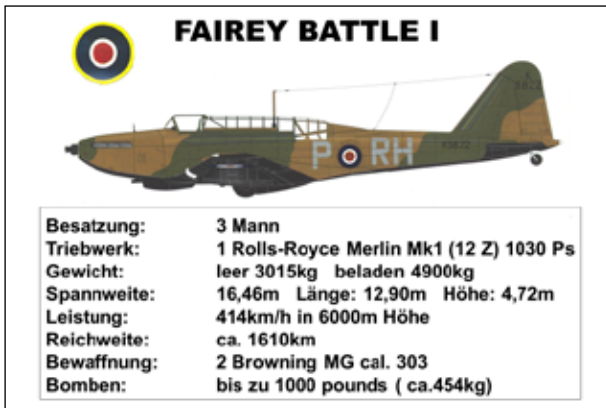 FAIREY BATTLE I
P RH
Besatzung: 3 Mann
Triebwerk: 1 Rolls-Royce Merlin Mk1 (12 Z) 1030 Ps
Gewicht: leer 3015kg beladen 4900kg
Spannweite: 16,46m Länge: 12,90m Höhe: 4,72m
Leistung: 414km/h in 6000m Höhe
Reichweite: ca. 1610km
Bewaffnung: 2 Browning MG cal. 303
Bomben: bis zu 1000 pounds ( ca.454kg)